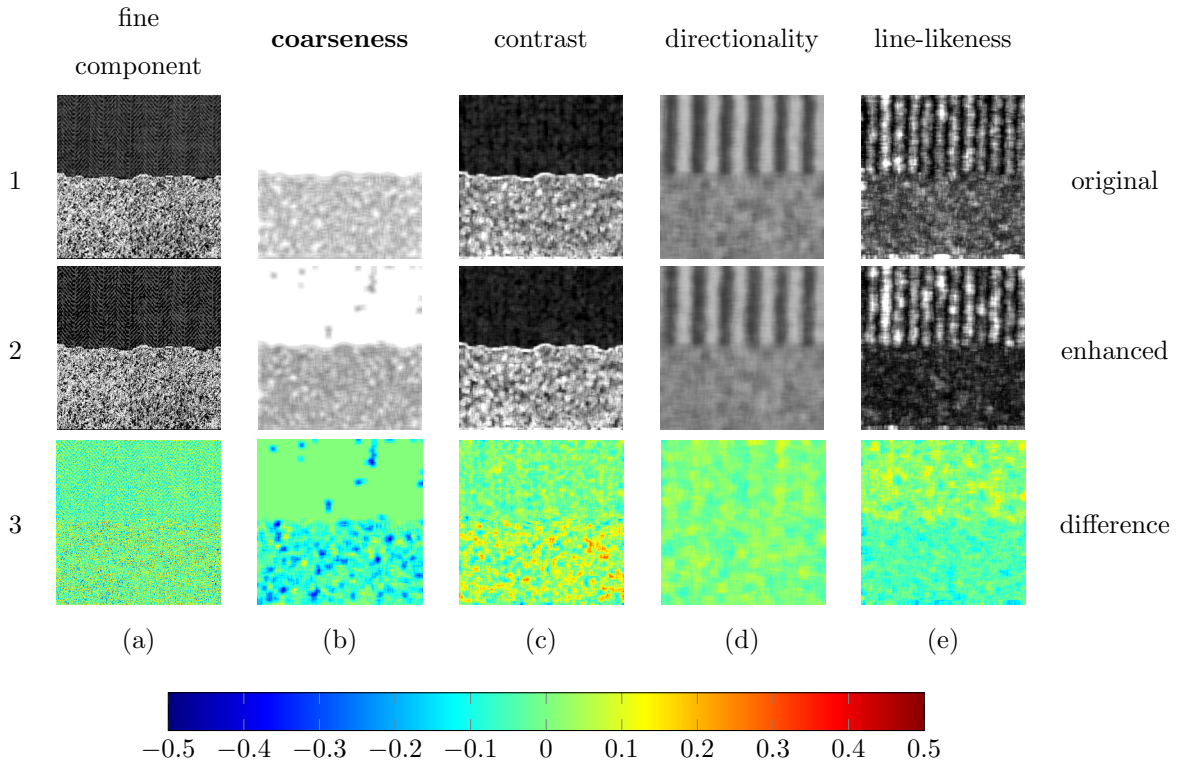 fine
component
coarseness
contrast
directionality
line-likeness
1
original
2
enhanced
3
difference
(a)
(b)
(c)
(d)
(e)
−0.5 −0.4 −0.3 −0.2 −0.1 0 0.1 0.2 0.3 0.4 0.5